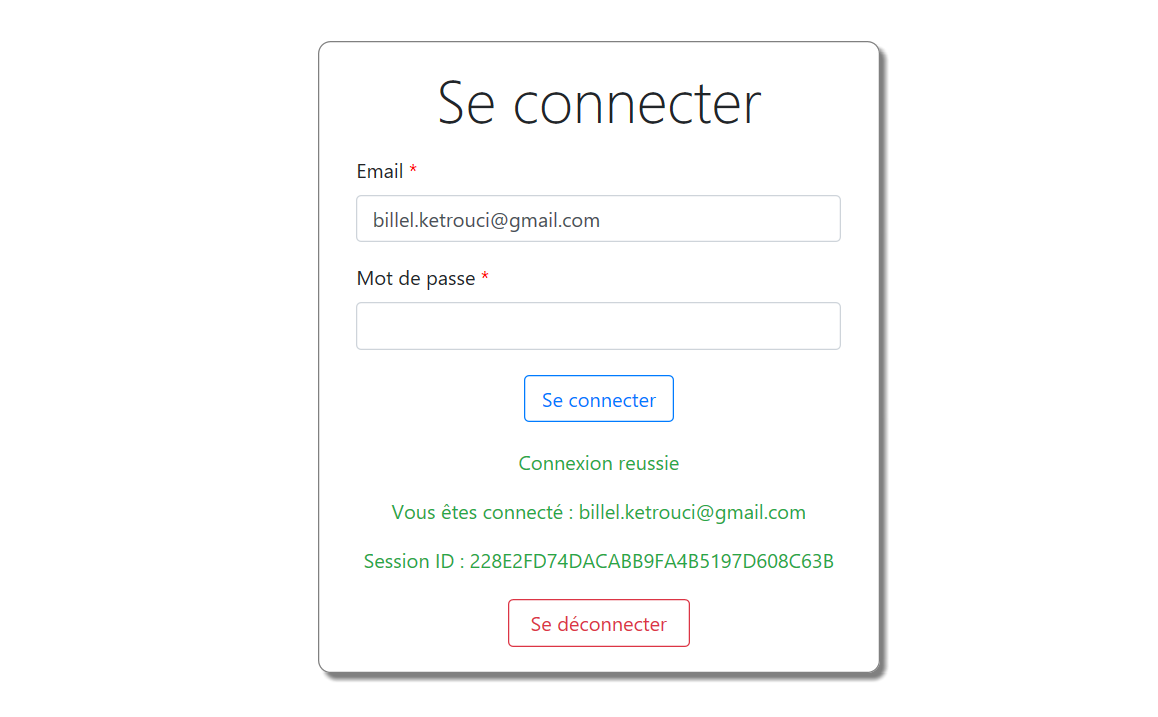 Se connecter
Email *
billel.ketrouci@gmail.com
Mot de passe *
Se connecter
Connexion reussie
Vous êtes connecté : billel.ketrouci@gmail.com
Session ID : 228E2FD74DACABB9FA4B5197D608C63B
Se déconnecter